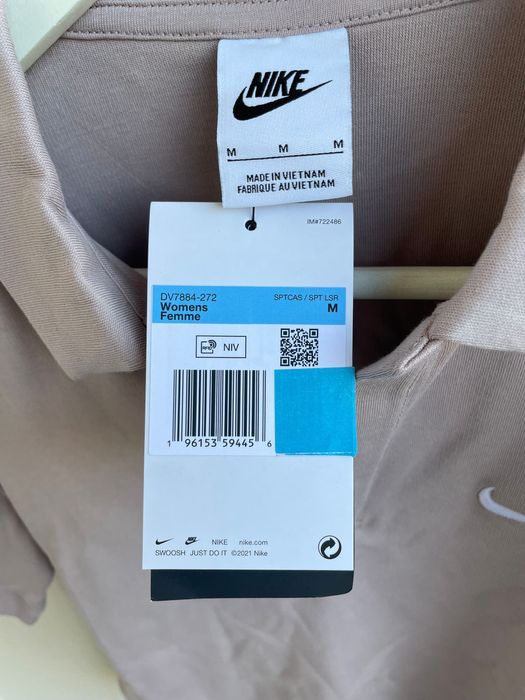 NIKE
M M M
MADE IN VIETNAM
FABRIQUE AU VIETNAM
IM#722486
DV7884-272 SPTCAS / SPT LSR
Womens M
Femme
RFID NIV
1 96153 59445 6
NIKE nike.com
SWOOSH JUST DO IT ©2021 Nike